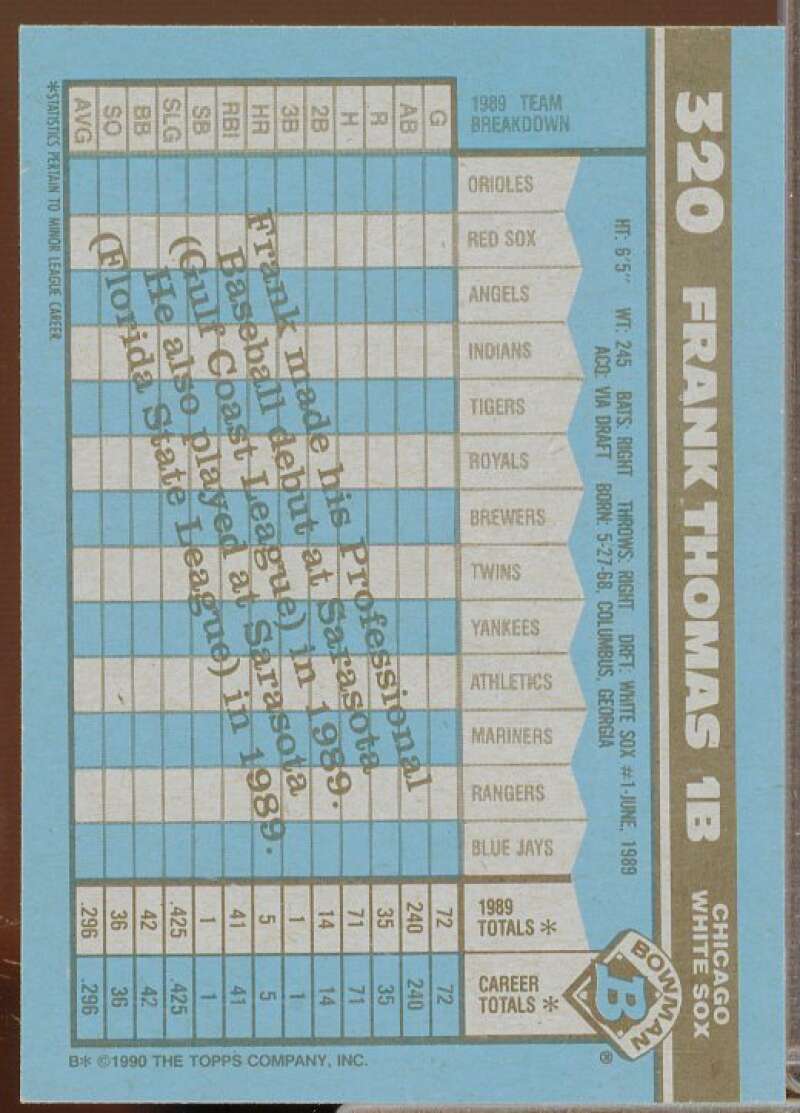 320 FRANK THOMAS 1B CHICAGO WHITE SOX
HT: 6'5" WT: 245 BATS: RIGHT THROWS: RIGHT DRFT: WHITE SOX #1-JUNE, 1989
ACQ: VIA DRAFT BORN: 5-27-68, COLUMBUS, GEORGIA
BOWMAN
B
®
1989 TEAM
BREAKDOWN
G AB R H 2B 3B HR RBI SB SLG BB SO AVG
ORIOLES
RED SOX
ANGELS
INDIANS
TIGERS
ROYALS
BREWERS
TWINS
YANKEES
ATHLETICS
MARINERS
RANGERS
BLUE JAYS
1989
TOTALS * 72 240 35 71 14 1 5 41 1 .425 42 36 .296
CAREER
TOTALS * 72 240 35 71 14 1 5 41 1 .425 42 36 .296
Frank made his Professional
Baseball debut at Sarasota
(Gulf Coast League) in 1989.
He also played at Sarasota
(Florida State League) in 1989.
*STATISTICS PERTAIN TO MINOR LEAGUE CAREER
B* ©1990 THE TOPPS COMPANY, INC.